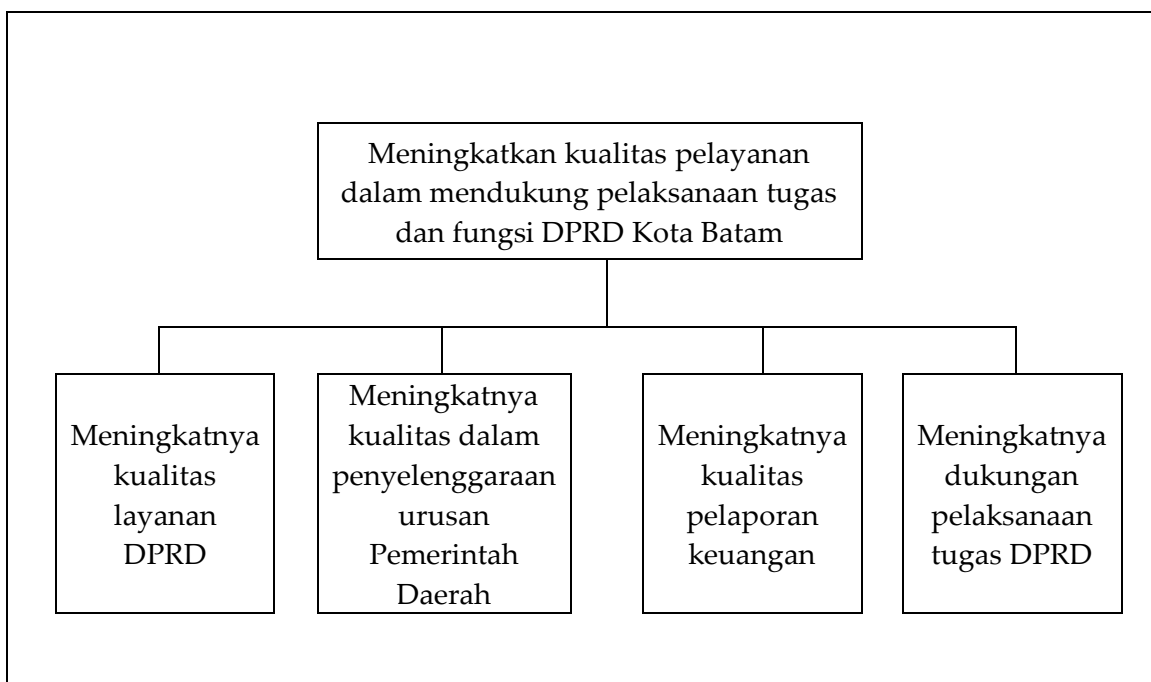 Meningkatkan kualitas pelayanan
dalam mendukung pelaksanaan tugas
dan fungsi DPRD Kota Batam
Meningkatnya
kualitas
layanan
DPRD
Meningkatnya
kualitas dalam
penyelenggaraan
urusan
Pemerintah
Daerah
Meningkatnya
kualitas
pelaporan
keuangan
Meningkatnya
dukungan
pelaksanaan
tugas DPRD